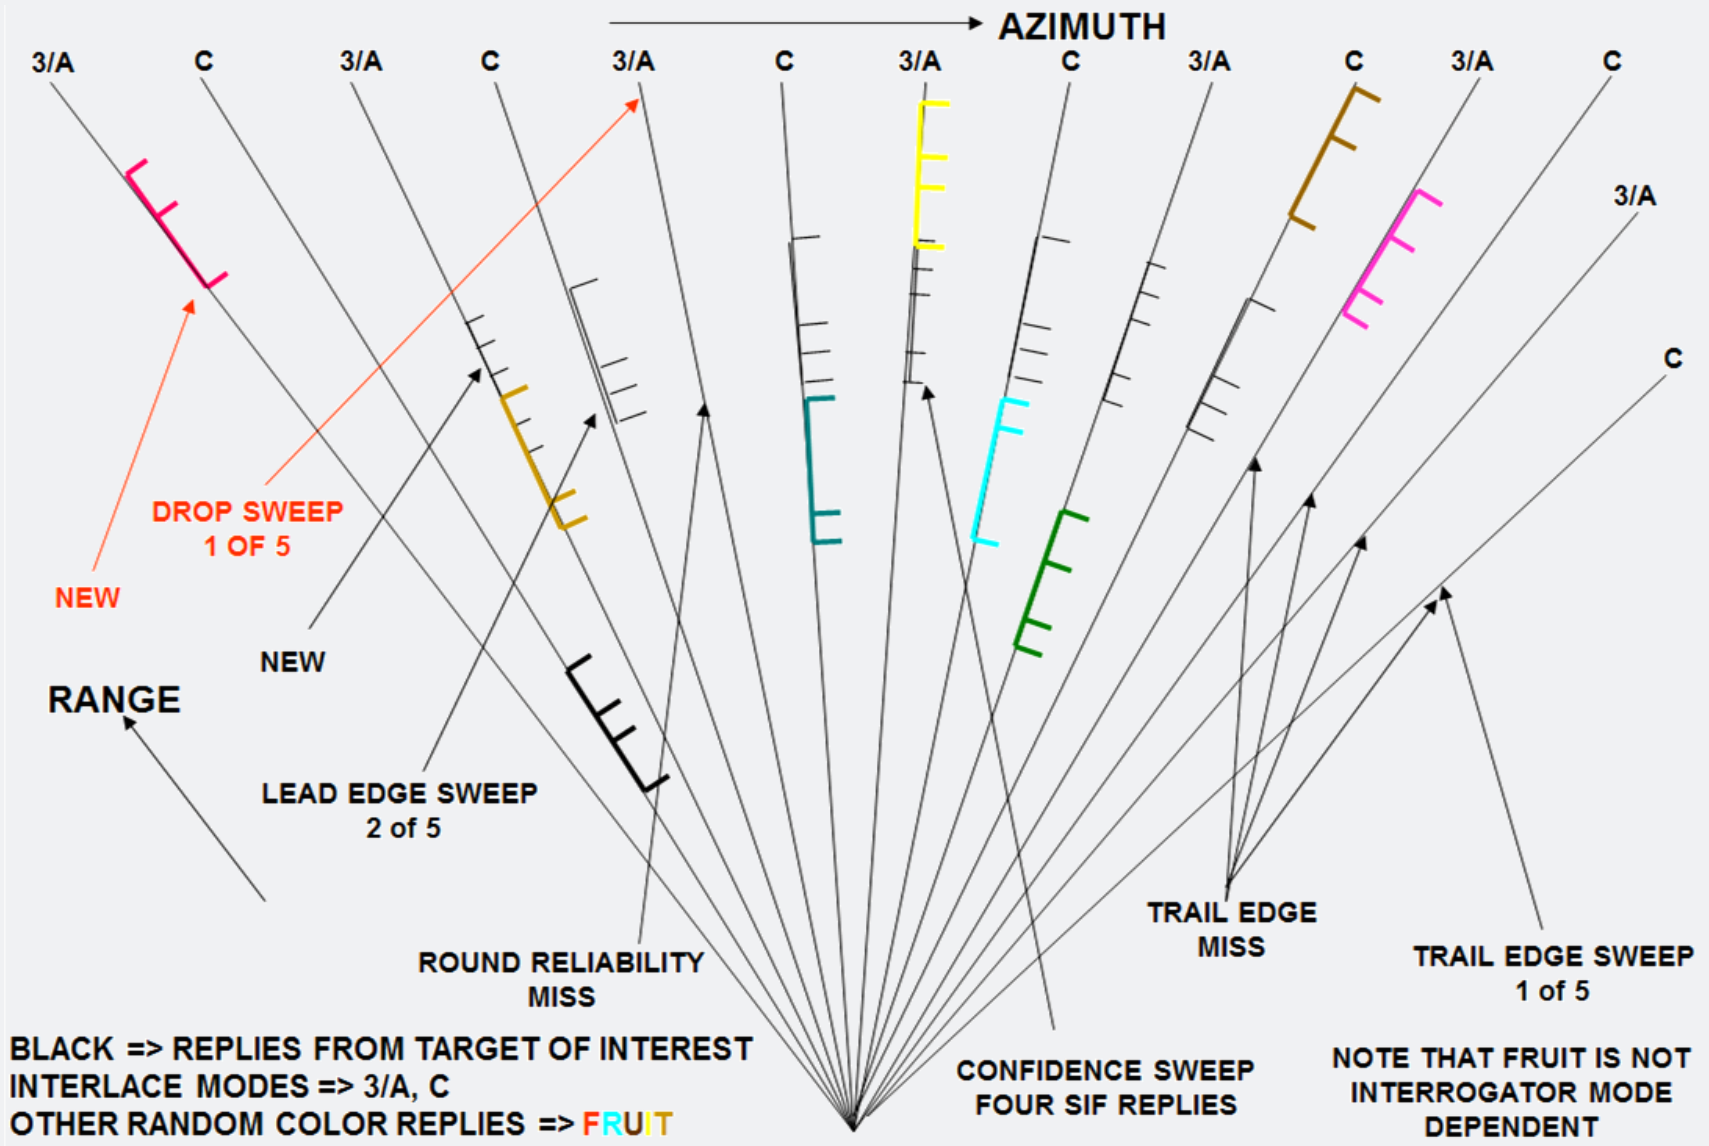 AZIMUTH
3/A
C
3/A
C
3/A
C
3/A
C
3/A
C
3/A
C
3/A
C
DROP SWEEP
1 OF 5
NEW
NEW
RANGE
LEAD EDGE SWEEP
2 of 5
ROUND RELIABILITY
MISS
TRAIL EDGE
MISS
TRAIL EDGE SWEEP
1 of 5
CONFIDENCE SWEEP
FOUR SIF REPLIES
NOTE THAT FRUIT IS NOT
INTERROGATOR MODE
DEPENDENT
BLACK => REPLIES FROM TARGET OF INTEREST
INTERLACE MODES => 3/A, C
OTHER RANDOM COLOR REPLIES => FRUIT